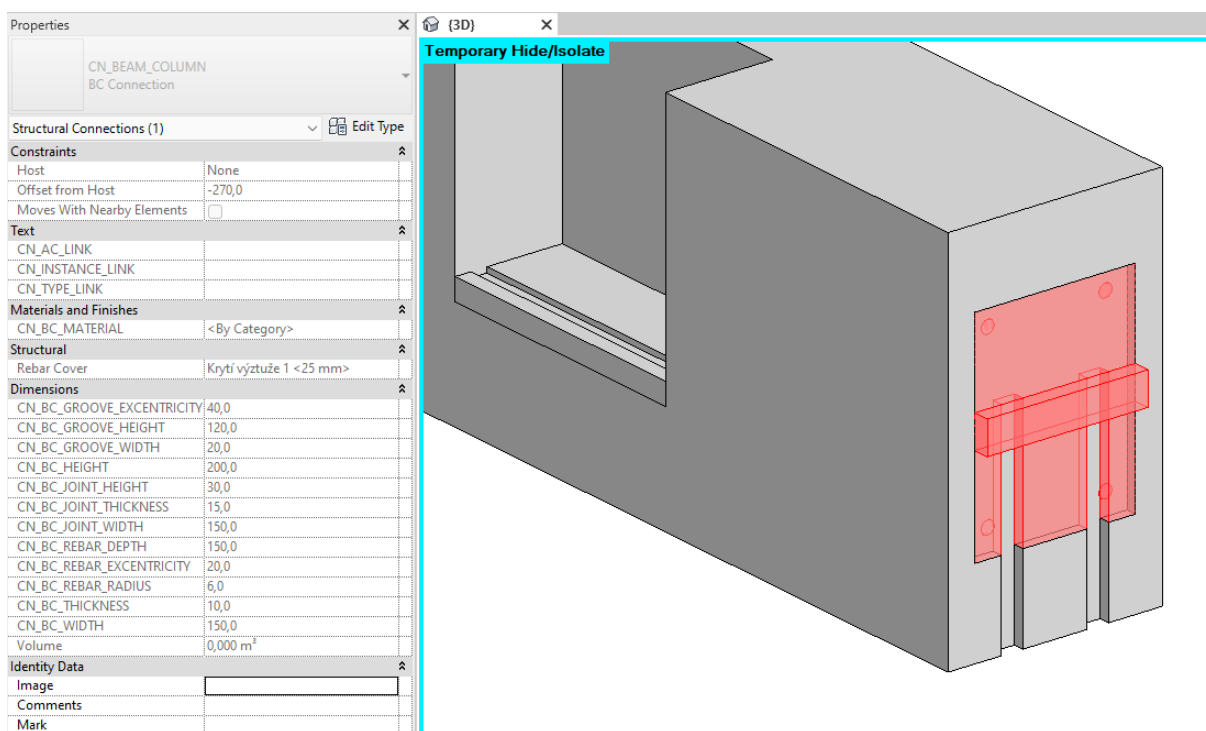 Properties
{3D}
Temporary Hide/Isolate
CN_BEAM_COLUMN
BC Connection
Structural Connections (1)
Edit Type
Constraints
Host None
Offset from Host -270,0
Moves With Nearby Elements
Text
CN_AC_LINK
CN_INSTANCE_LINK
CN_TYPE_LINK
Materials and Finishes
CN_BC_MATERIAL <By Category>
Structural
Rebar Cover Krytí výztuže 1 <25 mm>
Dimensions
CN_BC_GROOVE_EXCENTRICITY 40,0
CN_BC_GROOVE_HEIGHT 120,0
CN_BC_GROOVE_WIDTH 20,0
CN_BC_HEIGHT 200,0
CN_BC_JOINT_HEIGHT 30,0
CN_BC_JOINT_THICKNESS 15,0
CN_BC_JOINT_WIDTH 150,0
CN_BC_REBAR_DEPTH 150,0
CN_BC_REBAR_EXCENTRICITY 20,0
CN_BC_REBAR_RADIUS 6,0
CN_BC_THICKNESS 10,0
CN_BC_WIDTH 150,0
Volume 0,000 m³
Identity Data
Image
Comments
Mark